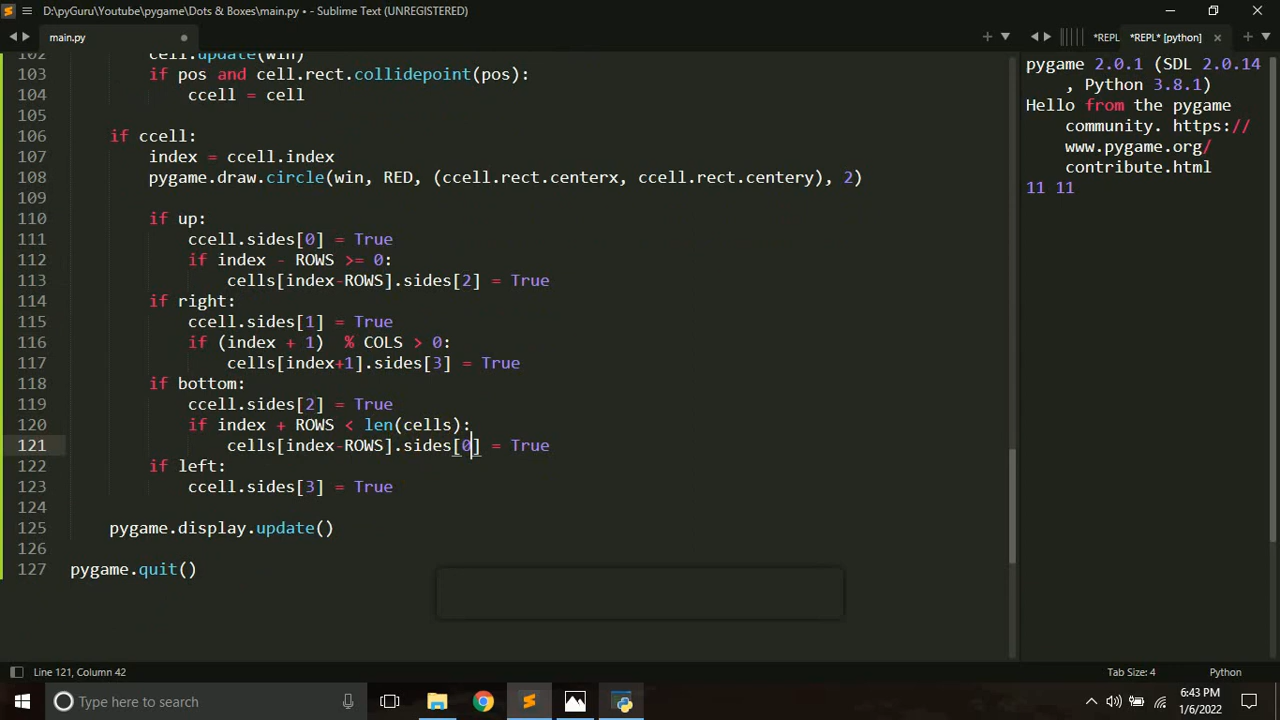 D:\pyGuru\Youtube\pygame\Dots & Boxes\main.py • - Sublime Text (UNREGISTERED)
main.py
*REPL
*REPL* [python]
102 cell.update(win)
103 if pos and cell.rect.collidepoint(pos):
104 ccell = cell
105
106 if ccell:
107 index = ccell.index
108 pygame.draw.circle(win, RED, (ccell.rect.centerx, ccell.rect.centery), 2)
109
110 if up:
111 ccell.sides[0] = True
112 if index - ROWS >= 0:
113 cells[index-ROWS].sides[2] = True
114 if right:
115 ccell.sides[1] = True
116 if (index + 1)  % COLS > 0:
117 cells[index+1].sides[3] = True
118 if bottom:
119 ccell.sides[2] = True
120 if index + ROWS < len(cells):
121 cells[index-ROWS].sides[0] = True
122 if left:
123 ccell.sides[3] = True
124
125 pygame.display.update()
126
127 pygame.quit()
pygame 2.0.1 (SDL 2.0.14
, Python 3.8.1)
Hello from the pygame
community. https://
www.pygame.org/
contribute.html
11 11
Line 121, Column 42
Tab Size: 4
Python
Type here to search
6:43 PM
1/6/2022